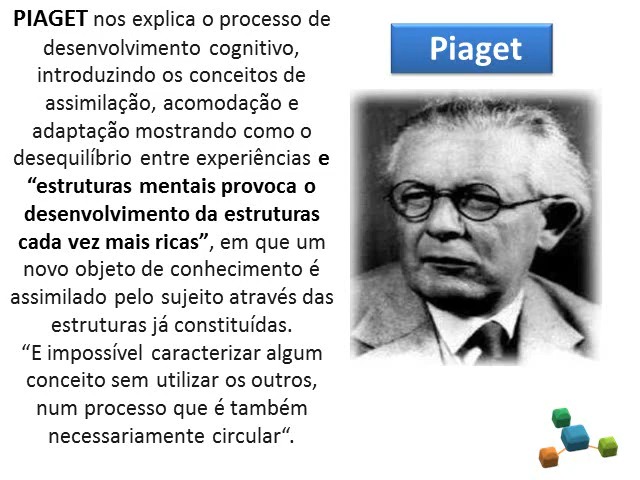 PIAGET nos explica o processo de
desenvolvimento cognitivo,
introduzindo os conceitos de
assimilação, acomodação e
adaptação mostrando como o
desequilíbrio entre experiências e
“estruturas mentais provoca o
desenvolvimento da estruturas
cada vez mais ricas”, em que um
novo objeto de conhecimento é
assimilado pelo sujeito através das
estruturas já constituídas.
“E impossível caracterizar algum
conceito sem utilizar os outros,
num processo que é também
necessariamente circular“.
Piaget